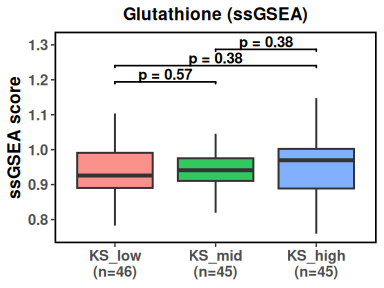 Glutathione (ssGSEA)
ssGSEA score
1.3
1.2
1.1
1.0
0.9
0.8
p = 0.38
p = 0.38
p = 0.57
KS_low
(n=46)
KS_mid
(n=45)
KS_high
(n=45)